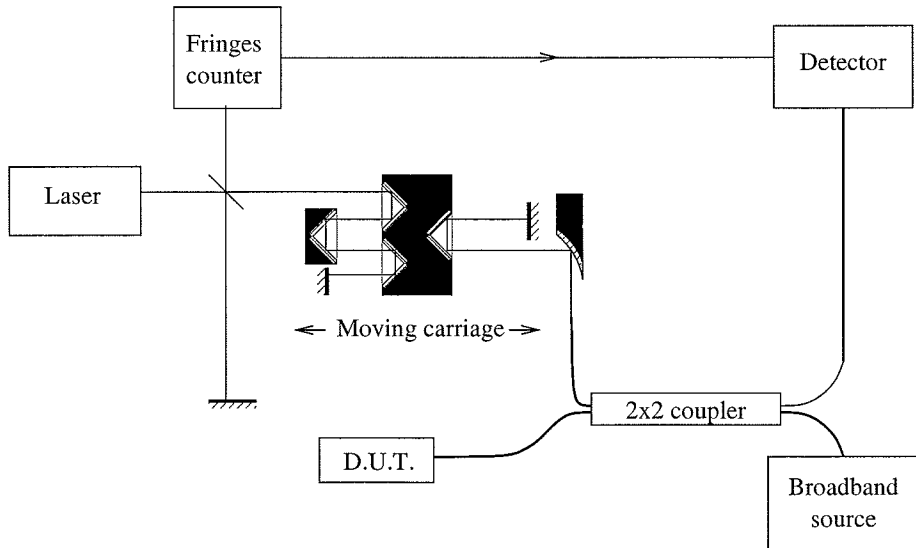 Fringes
counter
Detector
Laser
Moving carriage
2x2 coupler
D.U.T.
Broadband
source